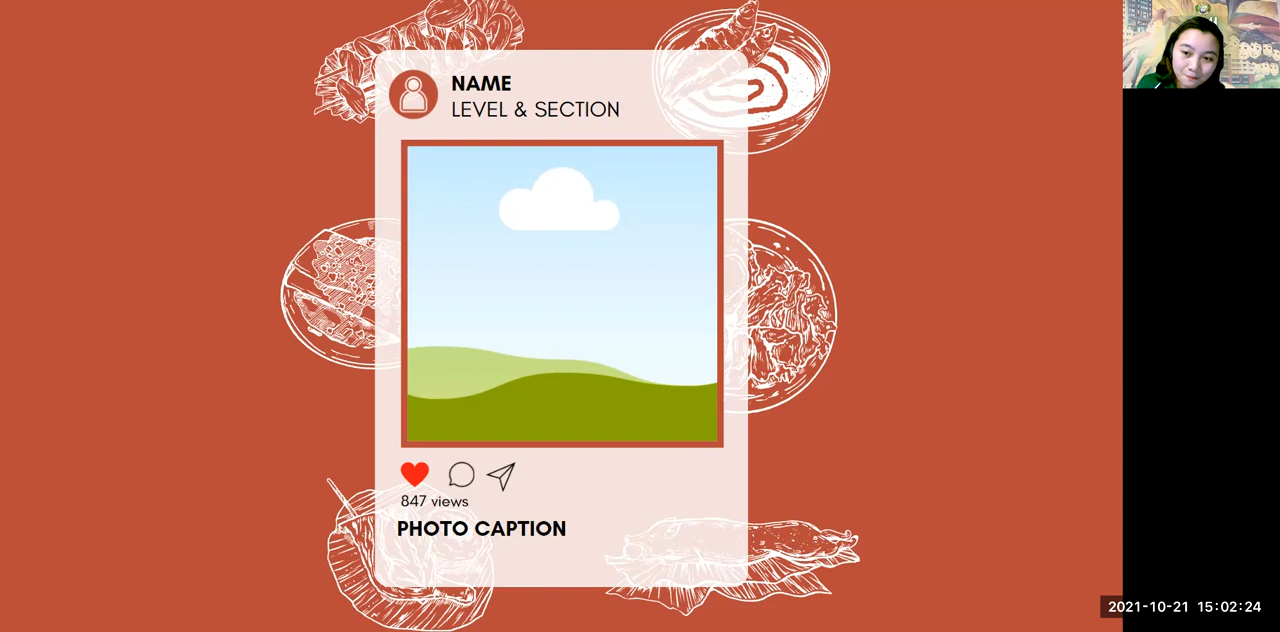 NAME
LEVEL & SECTION
847 views
PHOTO CAPTION
2021-10-21 15:02:24